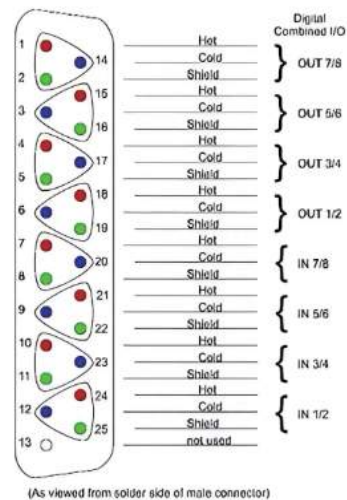 Digital
Combined I/O
1 Hot
14 Cold } OUT 7/8
2 Shield
15 Hot
3 Cold } OUT 5/6
16 Shield
4 Hot
17 Cold } OUT 3/4
5 Shield
18 Hot
6 Cold } OUT 1/2
19 Shield
7 Hot
20 Cold { IN 7/8
8 Shield
21 Hot
9 Cold { IN 5/6
22 Shield
10 Hot
23 Cold { IN 3/4
11 Shield
24 Hot
12 Cold { IN 1/2
25 Shield
13 not used
(As viewed from solder side of male connector)